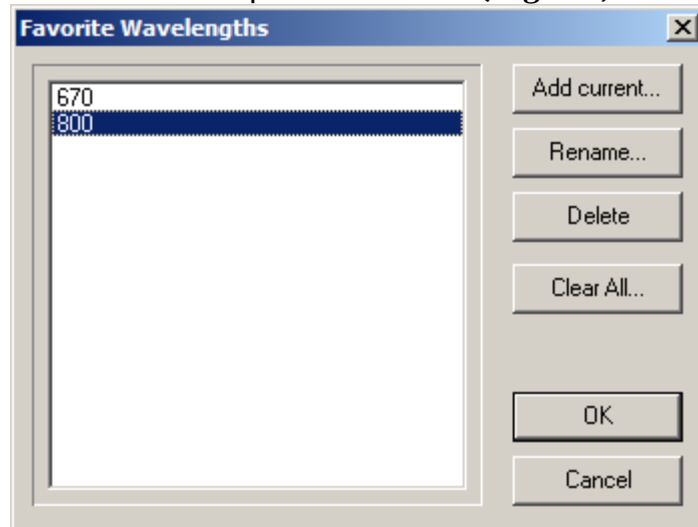 Favorite Wavelengths
670
800
Add current...
Rename...
Delete
Clear All...
OK
Cancel